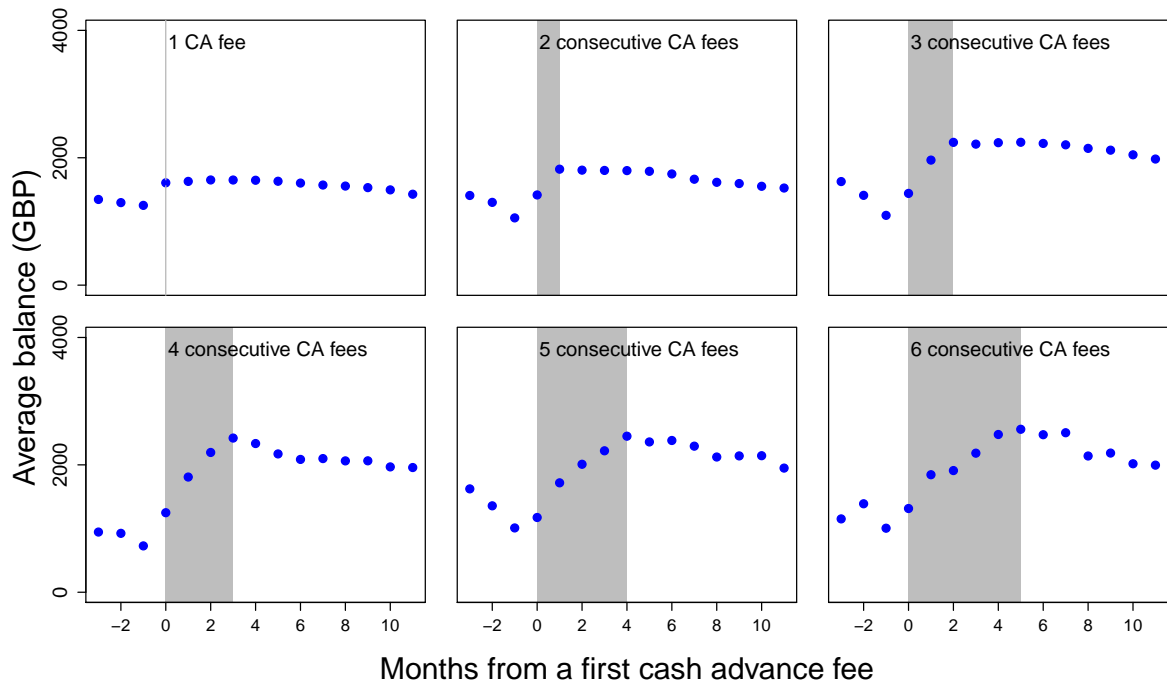 1 CA fee
2 consecutive CA fees
3 consecutive CA fees
0
2000
4000
4 consecutive CA fees
5 consecutive CA fees
6 consecutive CA fees
0
2000
4000
−2 0 2 4 6 8 10
−2 0 2 4 6 8 10
−2 0 2 4 6 8 10
Average balance (GBP)
Months from a first cash advance fee